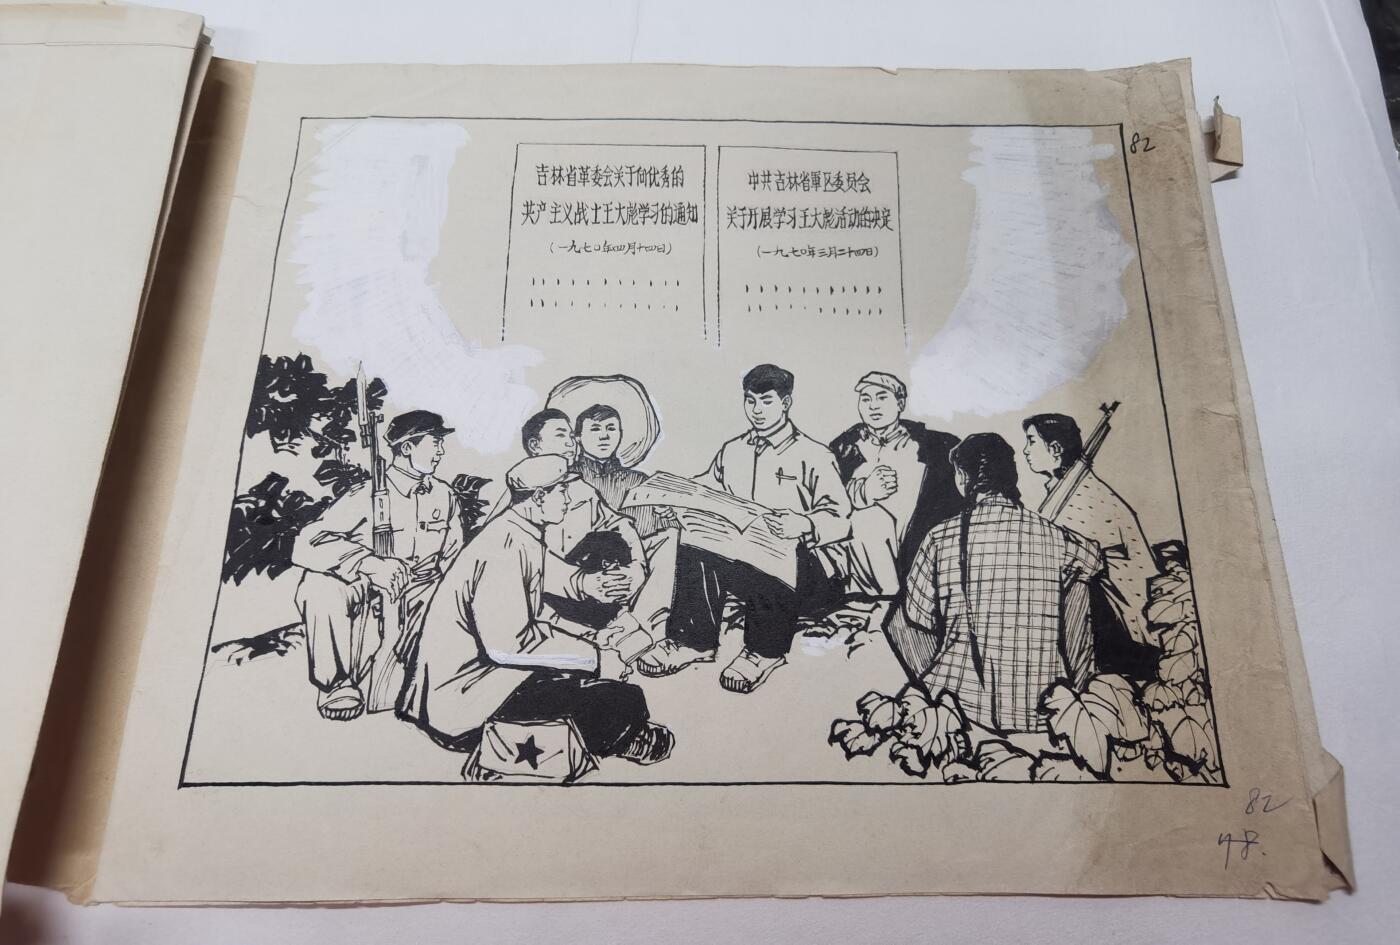 吉林省革委会关于向优秀的
共产主义战士王大彪学习的通知
(一九七〇年四月十四日)
中共吉林省軍区委员会
关于开展学习王大彪活动的决定
(一九七〇年三月二十四日)
82
82
48.